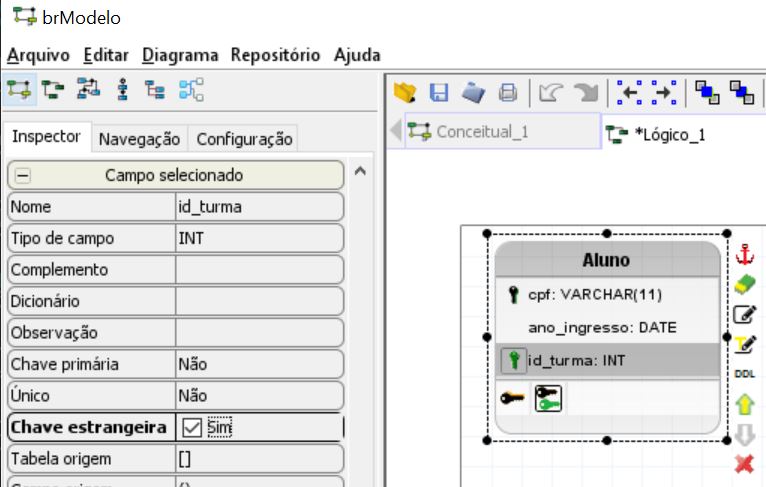 brModelo
Arquivo Editar Diagrama Repositório Ajuda
Inspector Navegação Configuração
Campo selecionado
Nome id_turma
Tipo de campo INT
Complemento
Dicionário
Observação
Chave primária Não
Único Não
Chave estrangeira Sim
Tabela origem []
Conceitual_1 *Lógico_1
Aluno
cpf: VARCHAR(11)
ano_ingresso: DATE
id_turma: INT
DDL